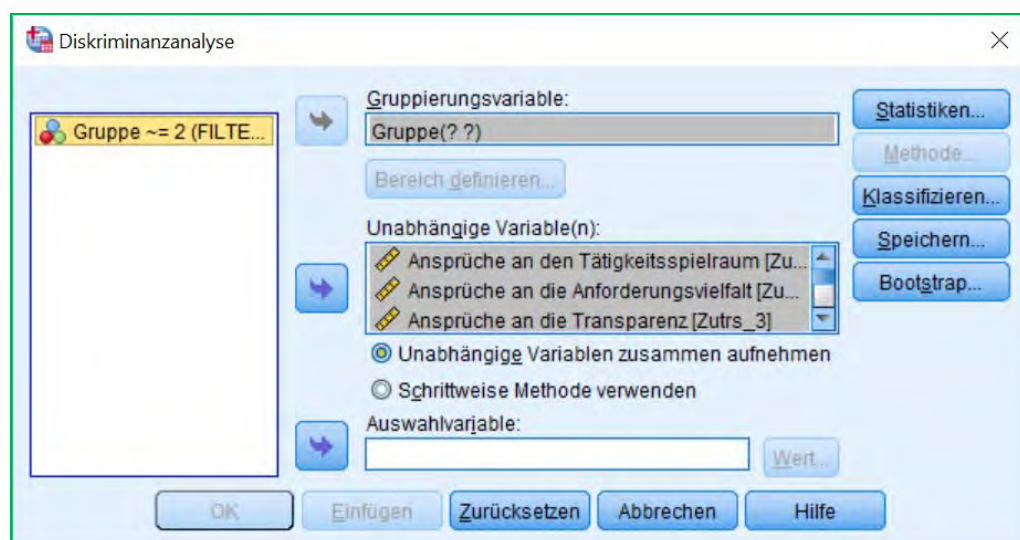 Diskriminanzanalyse
Gruppe ~= 2 (FILTE...
Gruppierungsvariable:
Gruppe(? ?)
Bereich definieren...
Unabhängige Variable(n):
Ansprüche an den Tätigkeitsspielraum [Zu...
Ansprüche an die Anforderungsvielfalt [Zu...
Ansprüche an die Transparenz [Zutrs_3]
Unabhängige Variablen zusammen aufnehmen
Schrittweise Methode verwenden
Auswahlvariable:
Wert...
Statistiken...
Methode...
Klassifizieren...
Speichern...
Bootstrap...
OK
Einfügen
Zurücksetzen
Abbrechen
Hilfe